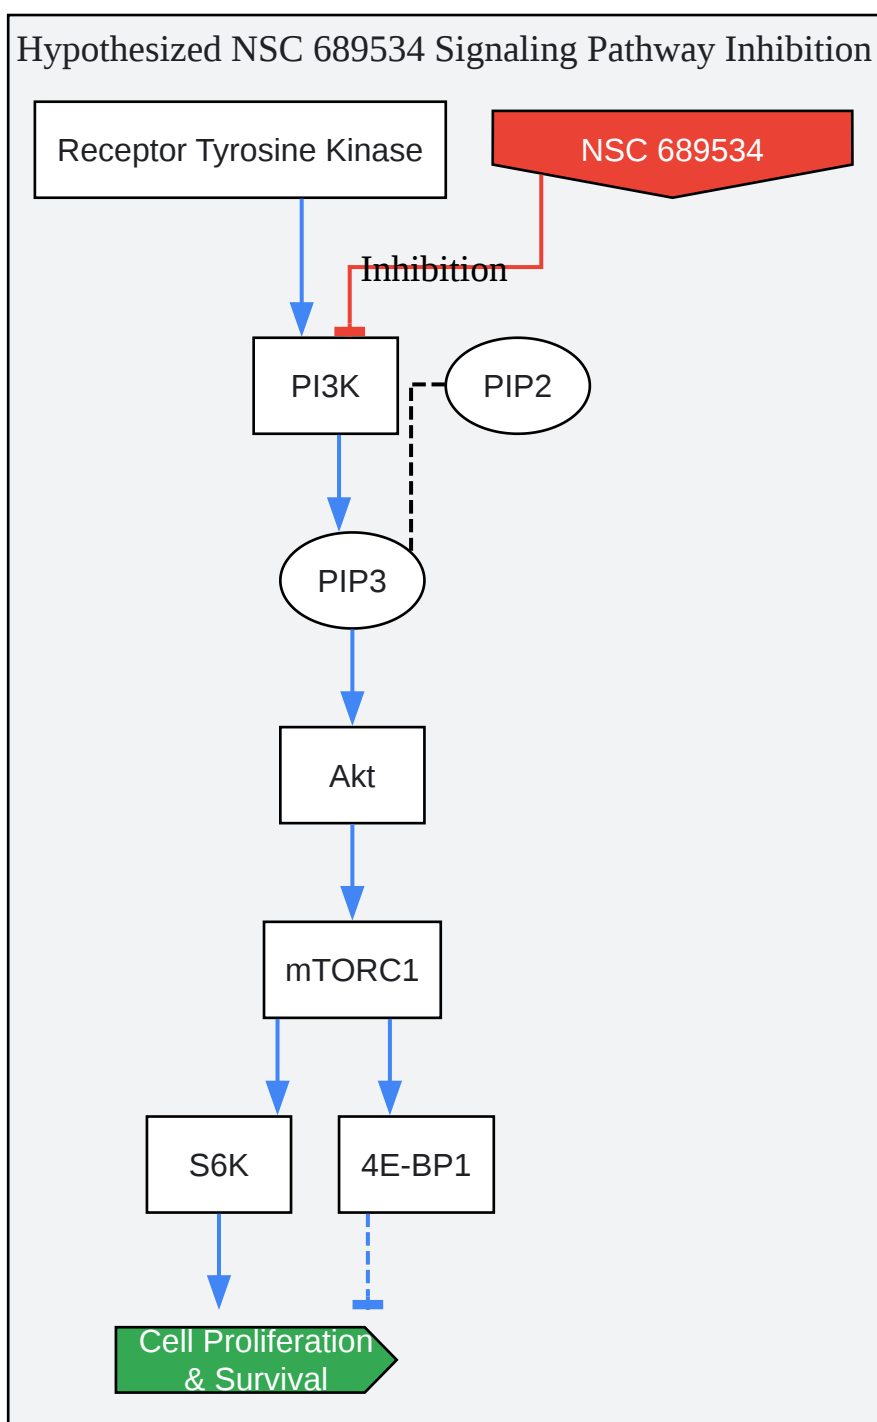 Hypothesized NSC 689534 Signaling Pathway Inhibition
Receptor Tyrosine Kinase
NSC 689534
Inhibition
PI3K
PIP2
PIP3
Akt
mTORC1
S6K
4E-BP1
Cell Proliferation
& Survival